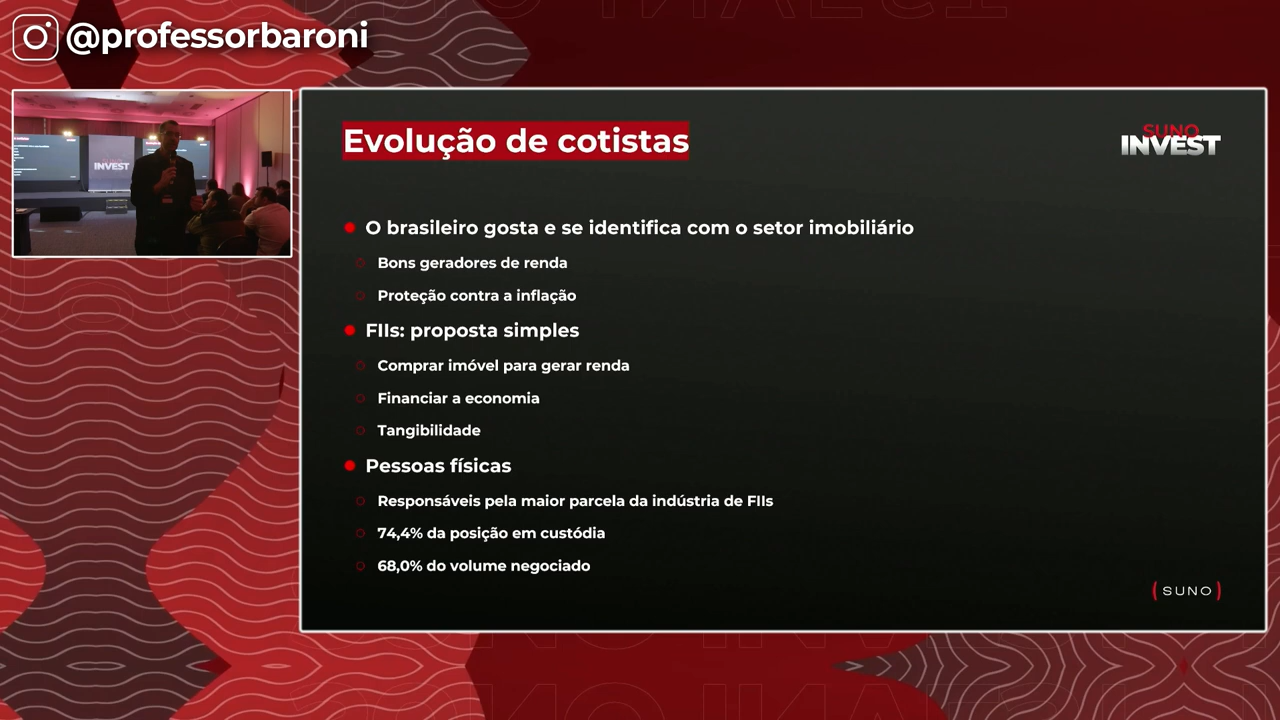 @professorbaroni
INVEST
Evolução de cotistas
SUNO
INVEST
O brasileiro gosta e se identifica com o setor imobiliário
Bons geradores de renda
Proteção contra a inflação
FIIs: proposta simples
Comprar imóvel para gerar renda
Financiar a economia
Tangibilidade
Pessoas físicas
Responsáveis pela maior parcela da indústria de FIIs
74,4% da posição em custódia
68,0% do volume negociado
(SUNO)